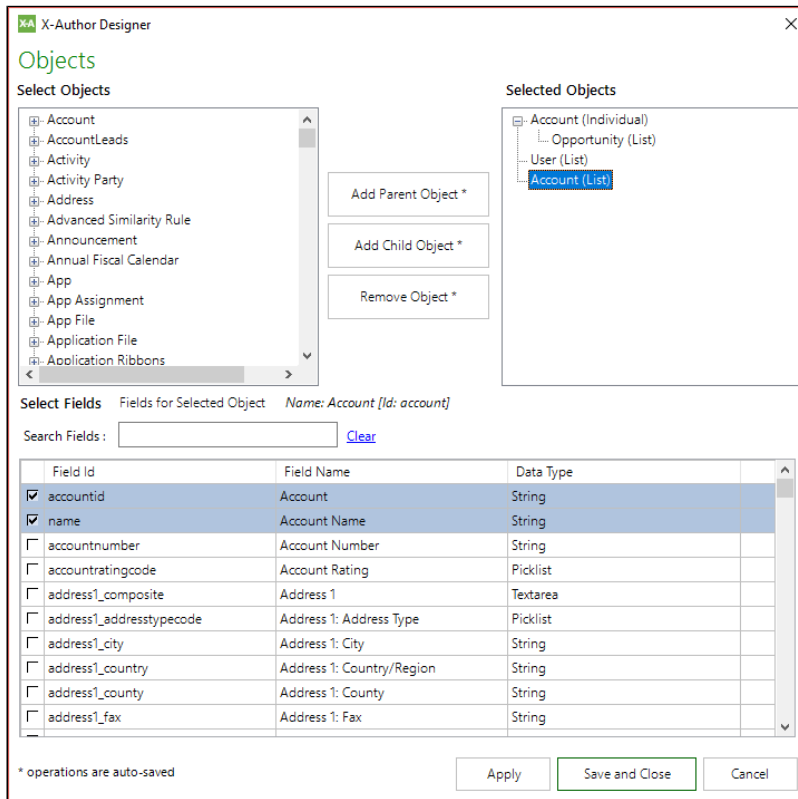 X-A X-Author Designer
Objects
Select Objects
Account
AccountLeads
Activity
Activity Party
Address
Advanced Similarity Rule
Announcement
Annual Fiscal Calendar
App
App Assignment
App File
Application File
Application Ribbons
Add Parent Object *
Add Child Object *
Remove Object *
Selected Objects
Account (Individual)
Opportunity (List)
User (List)
Account (List)
Select Fields Fields for Selected Object Name: Account [Id: account]
Search Fields : Clear
Field Id Field Name Data Type
accountid Account String
name Account Name String
accountnumber Account Number String
accountratingcode Account Rating Picklist
address1_composite Address 1 Textarea
address1_addresstypecode Address 1: Address Type Picklist
address1_city Address 1: City String
address1_country Address 1: Country/Region String
address1_county Address 1: County String
address1_fax Address 1: Fax String
* operations are auto-saved Apply Save and Close Cancel